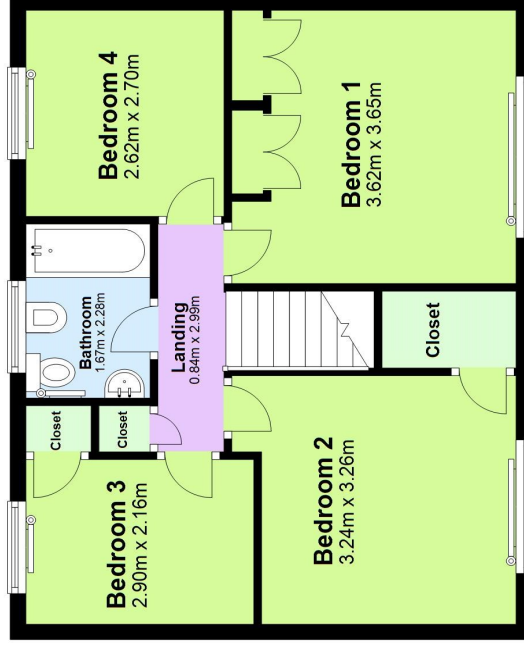 Bedroom 4
2.62m x 2.70m
Bedroom 1
3.62m x 3.65m
Bathroom
1.67m x 2.28m
Landing
0.84m x 2.99m
Closet
Closet
Closet
Bedroom 3
2.90m x 2.16m
Bedroom 2
3.24m x 3.26m